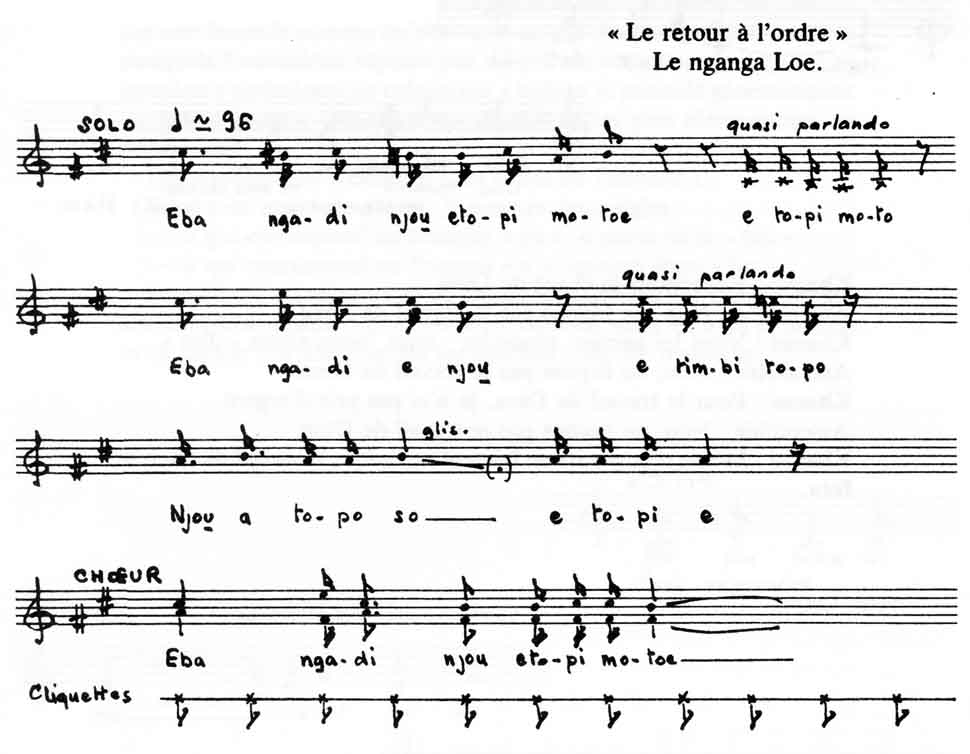 « Le retour à l'ordre »
Le nganga Loe.
SOLO ♩ ≃ 96 quasi parlando
Eba nga-di njou eto-pi mo-toe e to-pi mo-to
quasi parlando
Eba nga-di e njou e tim-bi to-po
glis.
Njou a to-po so e to-pi e
CHŒUR
Eba nga-di njou eto-pi mo-toe
Cliquettes